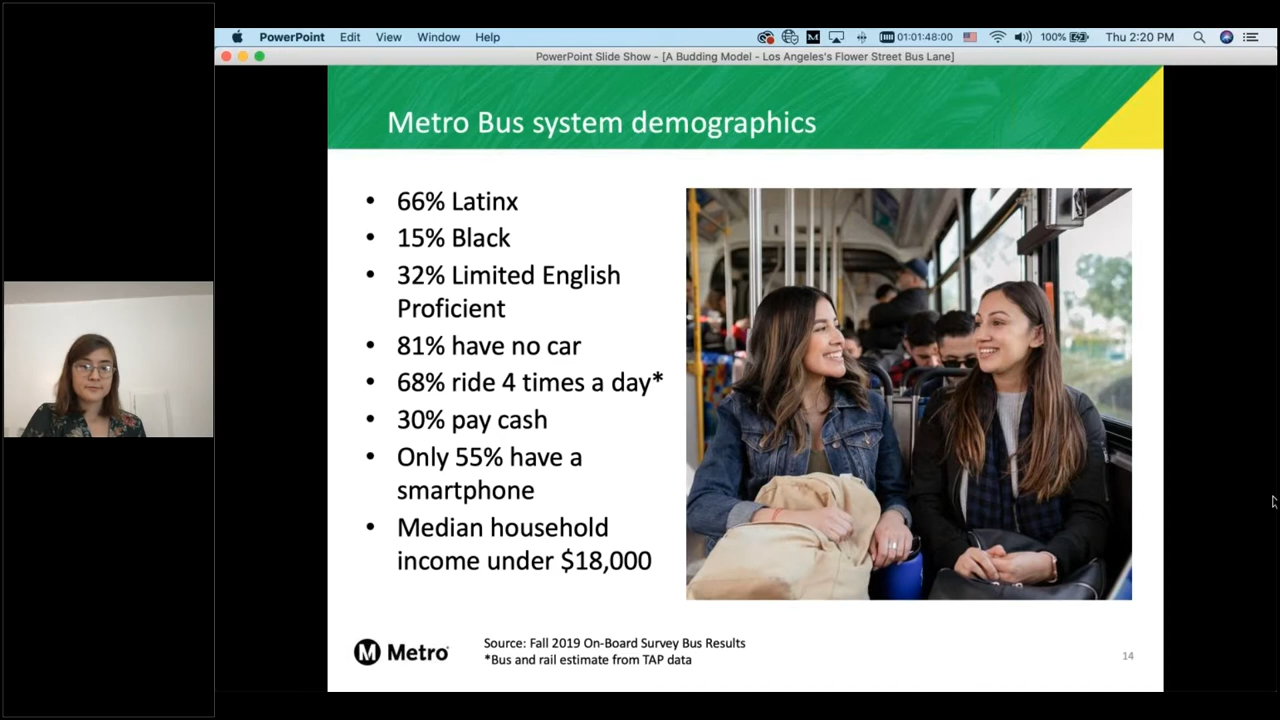 PowerPoint Edit View Window Help 01:01:48:00 100% Thu 2:20 PM
PowerPoint Slide Show - [A Budding Model - Los Angeles's Flower Street Bus Lane]
Metro Bus system demographics
• 66% Latinx
• 15% Black
• 32% Limited English
Proficient
• 81% have no car
• 68% ride 4 times a day*
• 30% pay cash
• Only 55% have a
smartphone
• Median household
income under $18,000
M Metro
Source: Fall 2019 On-Board Survey Bus Results
*Bus and rail estimate from TAP data
14